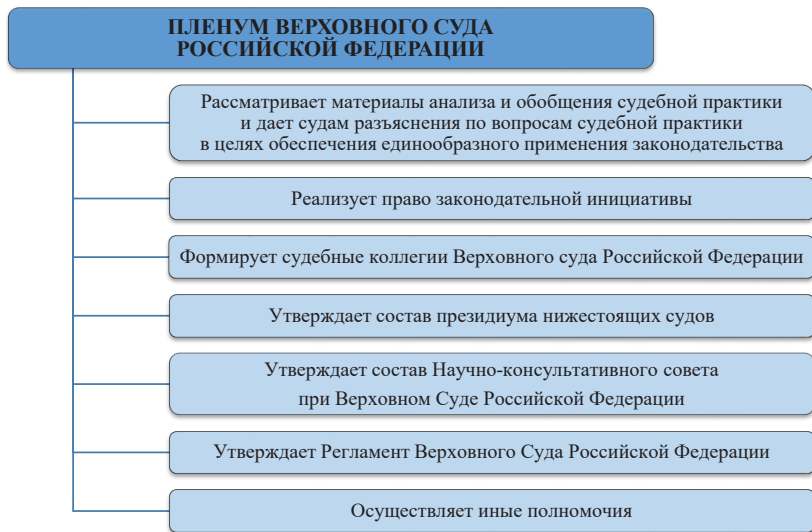 ПЛЕНУМ ВЕРХОВНОГО СУДА
РОССИЙСКОЙ ФЕДЕРАЦИИ
Рассматривает материалы анализа и обобщения судебной практики
и дает судам разъяснения по вопросам судебной практики
в целях обеспечения единообразного применения законодательства
Реализует право законодательной инициативы
Формирует судебные коллегии Верховного суда Российской Федерации
Утверждает состав президиума нижестоящих судов
Утверждает состав Научно-консультативного совета
при Верховном Суде Российской Федерации
Утверждает Регламент Верховного Суда Российской Федерации
Осуществляет иные полномочия